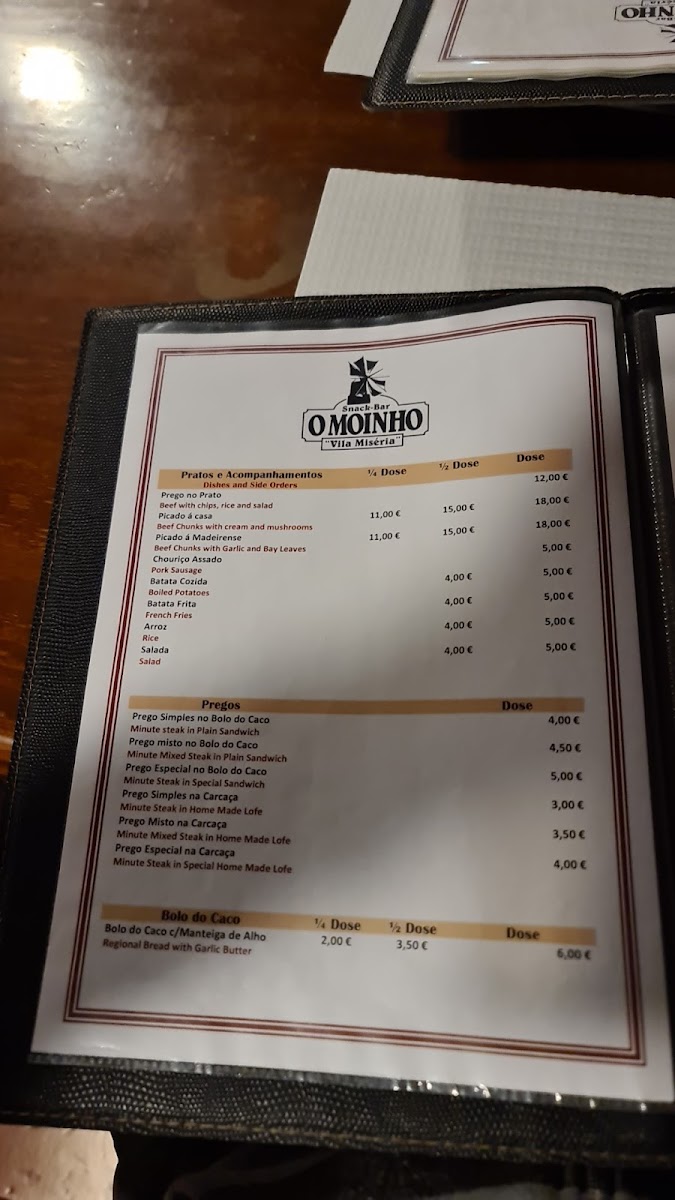 NHO
Snack-Bar
O MOINHO
"Vila Miséria"
Pratos e Acompanhamentos ¼ Dose ½ Dose Dose
Dishes and Side Orders
Prego no Prato 12,00 €
Beef with chips, rice and salad
Picado á casa 11,00 € 15,00 € 18,00 €
Beef Chunks with cream and mushrooms
Picado á Madeirense 11,00 € 15,00 € 18,00 €
Beef Chunks with Garlic and Bay Leaves
Chouriço Assado 5,00 €
Pork Sausage
Batata Cozida 4,00 € 5,00 €
Boiled Potatoes
Batata Frita 4,00 € 5,00 €
French Fries
Arroz 4,00 € 5,00 €
Rice
Salada 4,00 € 5,00 €
Salad
Pregos Dose
Prego Simples no Bolo do Caco 4,00 €
Minute steak in Plain Sandwich
Prego misto no Bolo do Caco 4,50 €
Minute Mixed Steak in Plain Sandwich
Prego Especial no Bolo do Caco 5,00 €
Minute Steak in Special Sandwich
Prego Simples na Carcaça 3,00 €
Minute Steak in Home Made Lofe
Prego Misto na Carcaça 3,50 €
Minute Mixed Steak in Home Made Lofe
Prego Especial na Carcaça 4,00 €
Minute Steak in Special Home Made Lofe
Bolo do Caco ¼ Dose ½ Dose Dose
Bolo do Caco c/Manteiga de Alho 2,00 € 3,50 € 6,00 €
Regional Bread with Garlic Butter